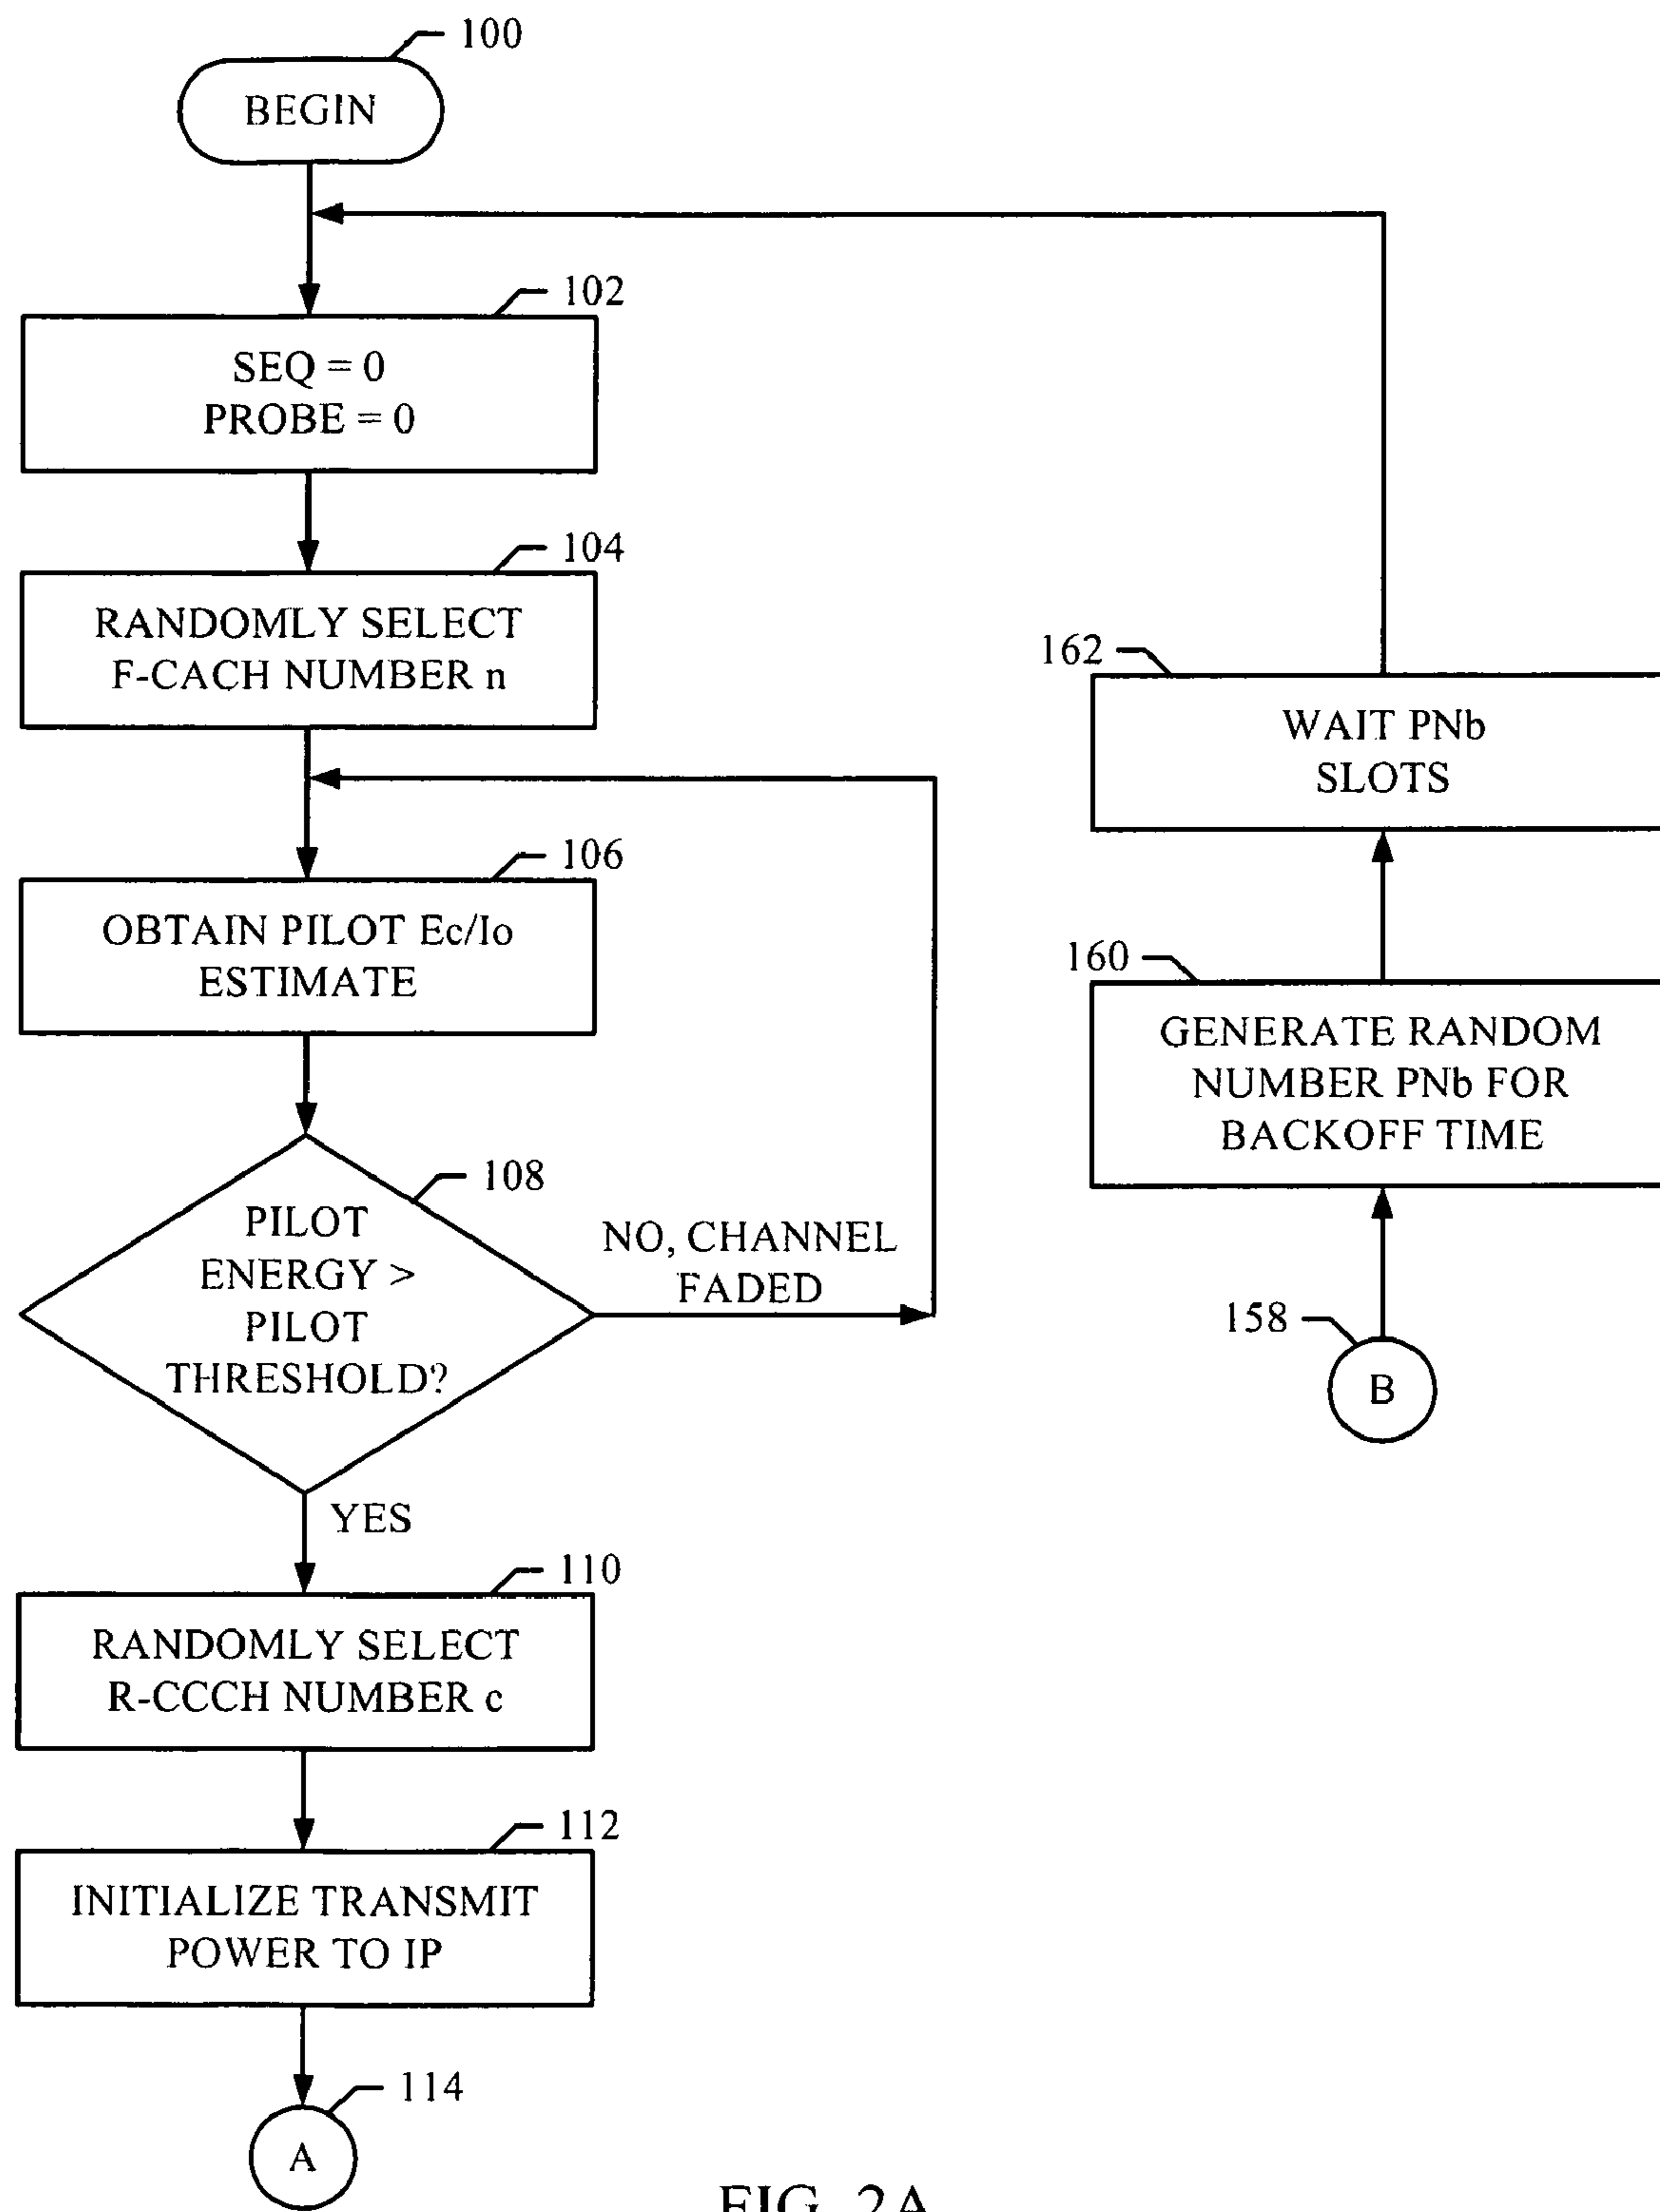 100
BEGIN
102
SEQ = 0
PROBE = 0
104
RANDOMLY SELECT
F-CACH NUMBER n
106
OBTAIN PILOT Ec/Io
ESTIMATE
108
PILOT
ENERGY >
PILOT
THRESHOLD?
NO, CHANNEL
FADED
YES
110
RANDOMLY SELECT
R-CCCH NUMBER c
112
INITIALIZE TRANSMIT
POWER TO IP
114
A
162
WAIT PNb
SLOTS
160
GENERATE RANDOM
NUMBER PNb FOR
BACKOFF TIME
158
B
FIG. 2A